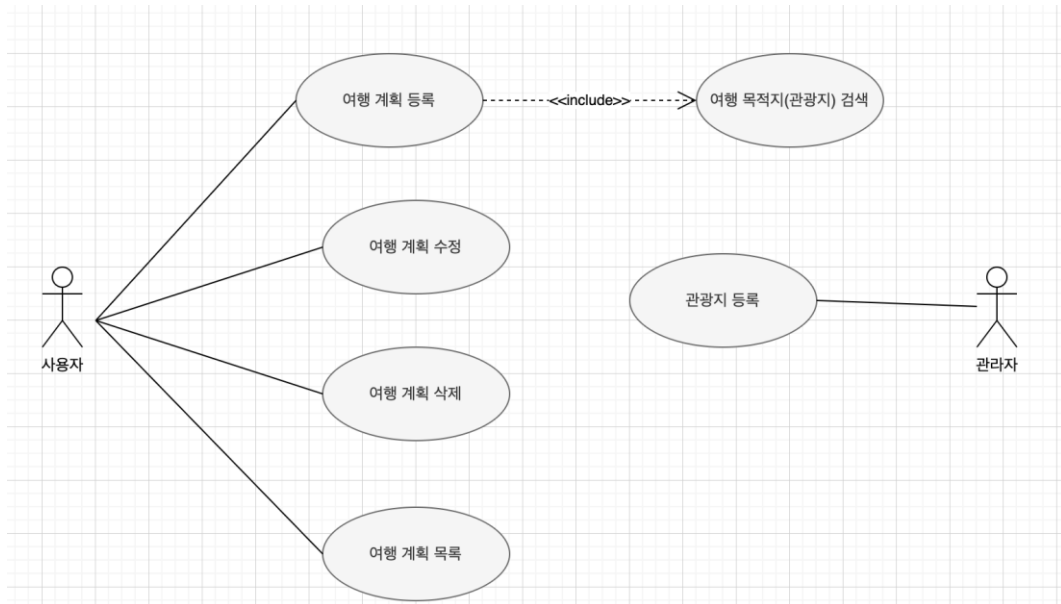 여행 계획 등록
<<include>>
여행 목적지(관광지) 검색
여행 계획 수정
관광지 등록
사용자
관라자
여행 계획 삭제
여행 계획 목록